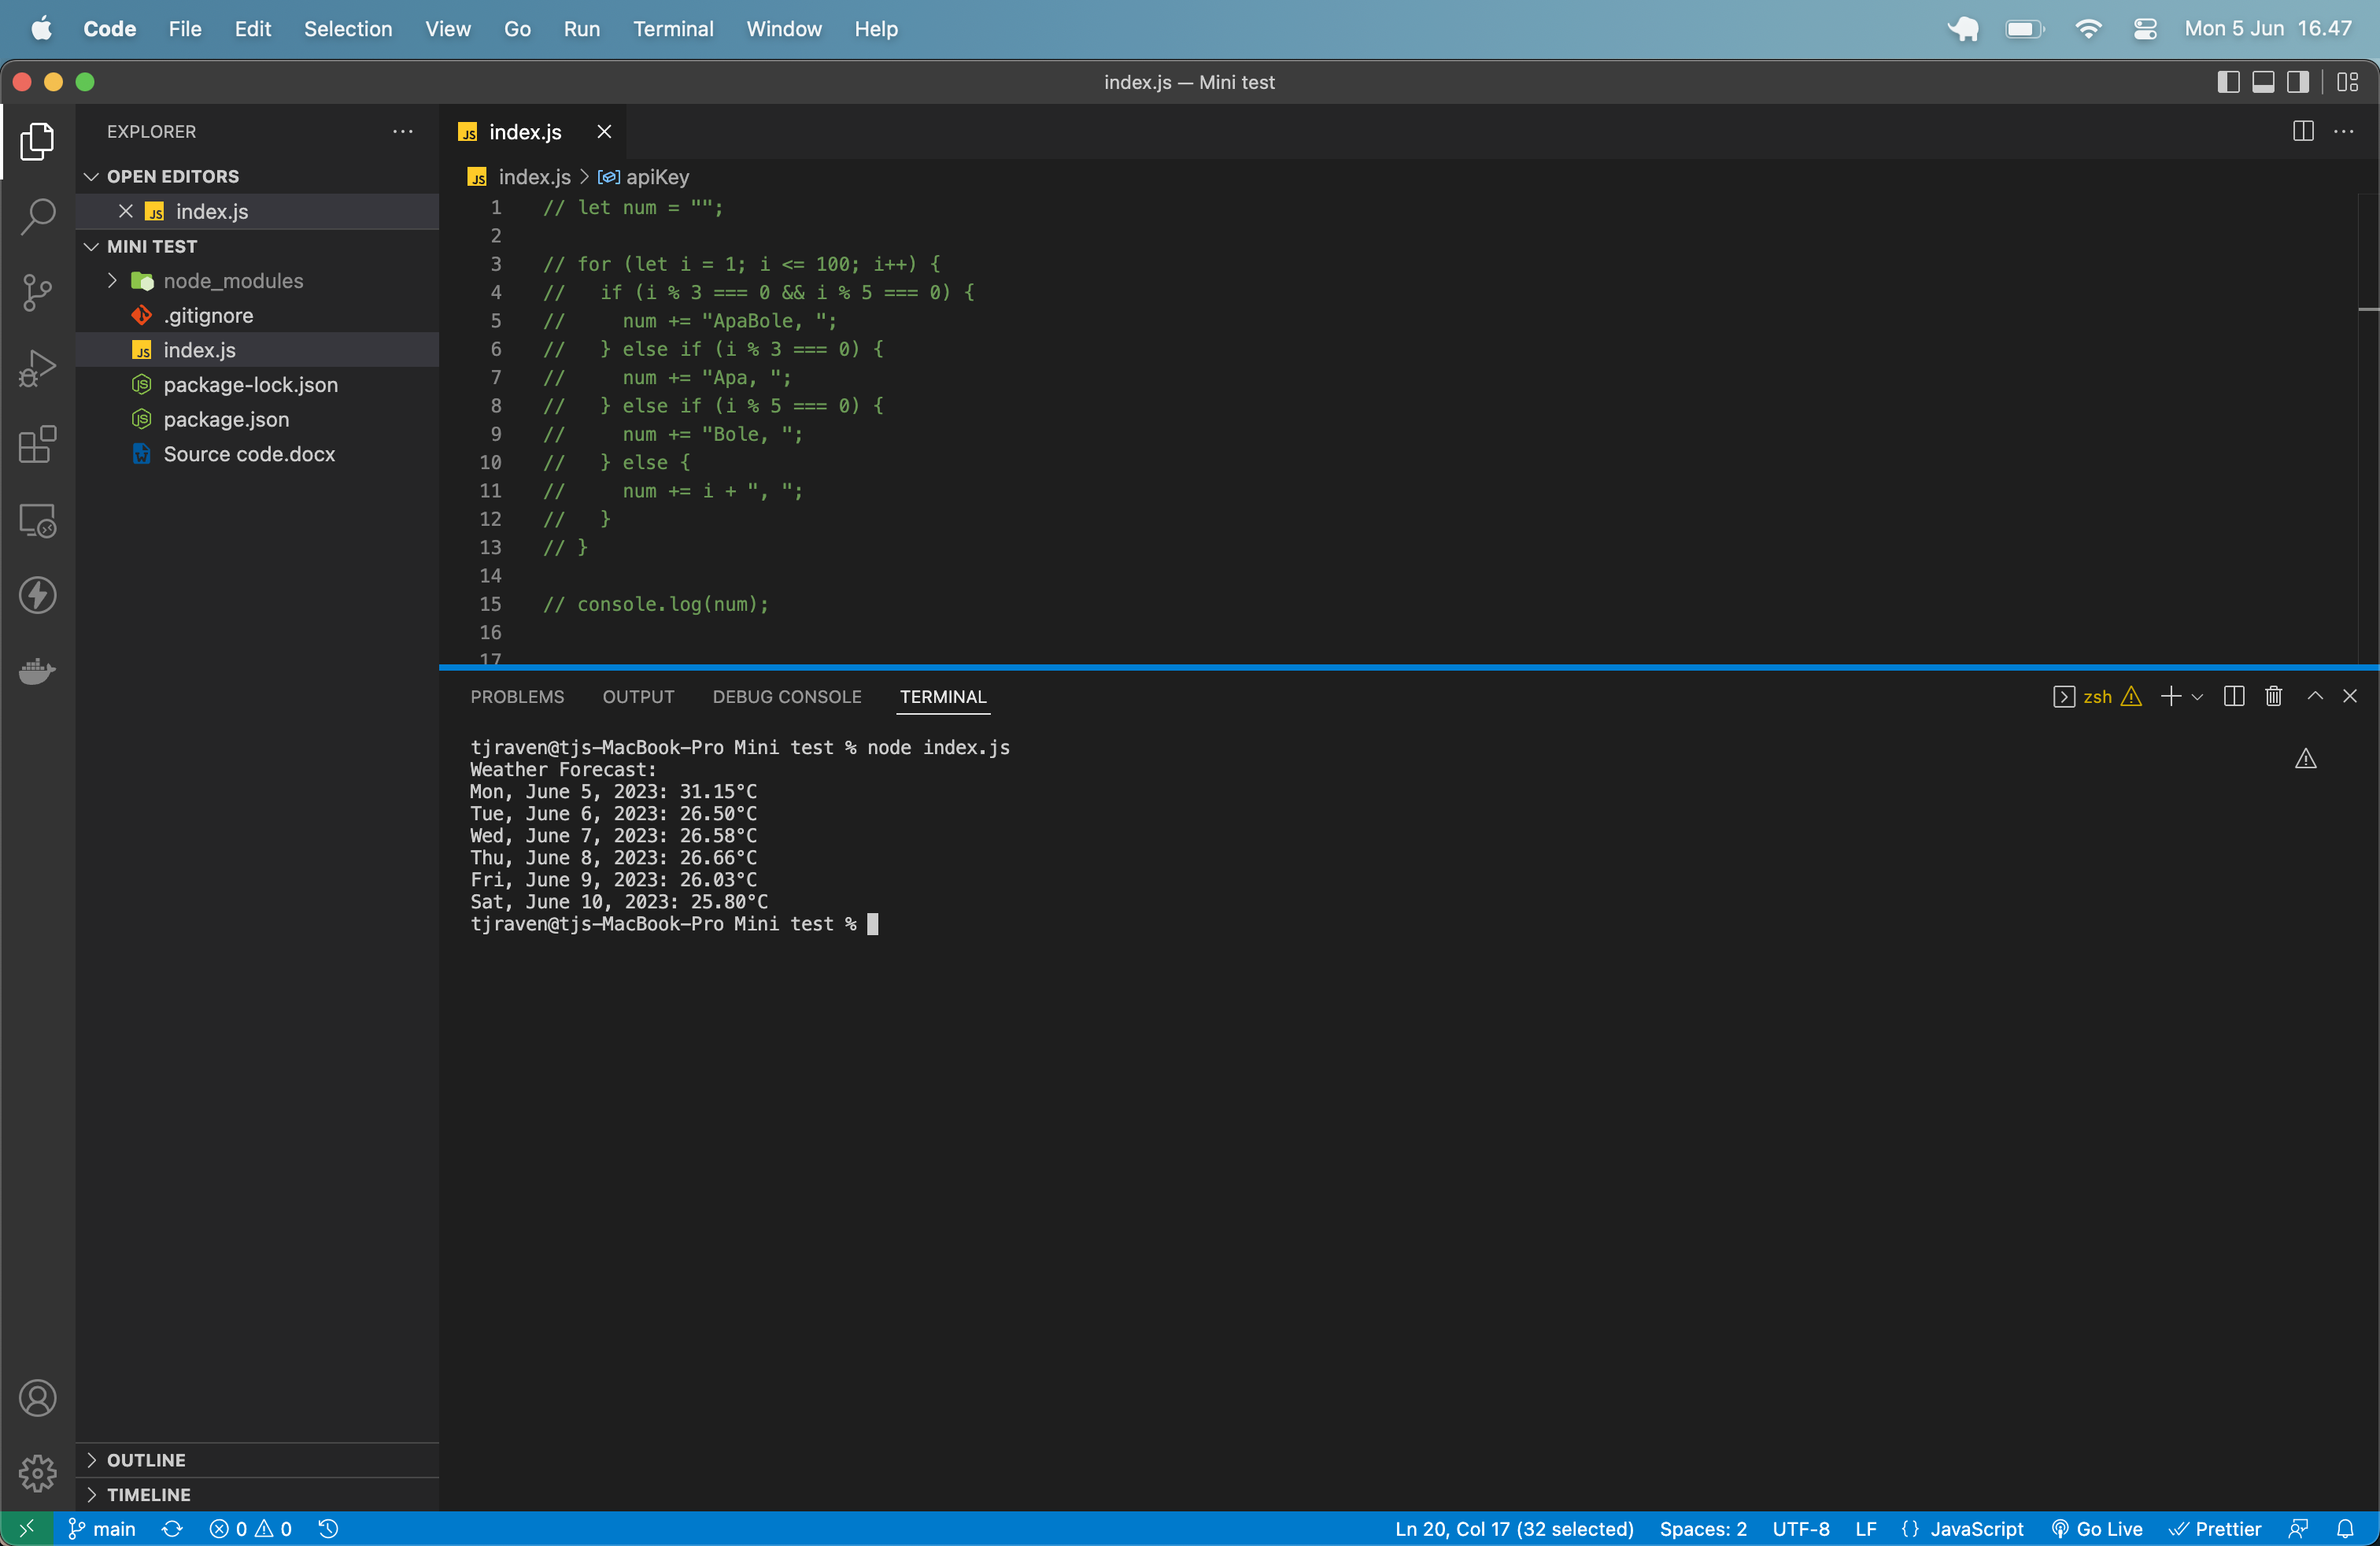 Code File Edit Selection View Go Run Terminal Window Help Mon 5 Jun 16.47
index.js — Mini test
EXPLORER
OPEN EDITORS
JS index.js
MINI TEST
node_modules
.gitignore
JS index.js
JS package-lock.json
JS package.json
W Source code.docx
OUTLINE
TIMELINE
JS index.js
JS index.js > apiKey
1 // let num = "";
2
3 // for (let i = 1; i <= 100; i++) {
4 //   if (i % 3 === 0 && i % 5 === 0) {
5 //     num += "ApaBole, ";
6 //   } else if (i % 3 === 0) {
7 //     num += "Apa, ";
8 //   } else if (i % 5 === 0) {
9 //     num += "Bole, ";
10 //   } else {
11 //     num += i + ", ";
12 //   }
13 // }
14
15 // console.log(num);
16
17
PROBLEMS OUTPUT DEBUG CONSOLE TERMINAL zsh
tjraven@tjs-MacBook-Pro Mini test % node index.js
Weather Forecast:
Mon, June 5, 2023: 31.15°C
Tue, June 6, 2023: 26.50°C
Wed, June 7, 2023: 26.58°C
Thu, June 8, 2023: 26.66°C
Fri, June 9, 2023: 26.03°C
Sat, June 10, 2023: 25.80°C
tjraven@tjs-MacBook-Pro Mini test %
main 0 0 Ln 20, Col 17 (32 selected) Spaces: 2 UTF-8 LF {} JavaScript Go Live Prettier